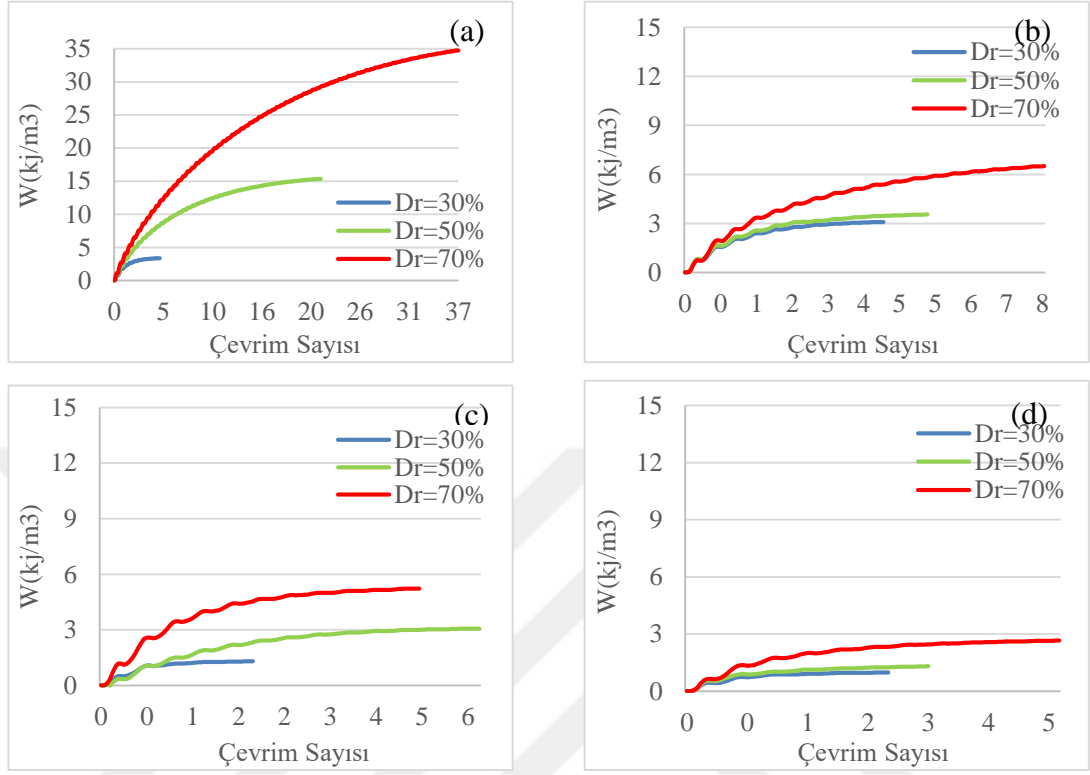 (a)
35
30
25
20
15
10
5
0
W(kj/m3)
Dr=30%
Dr=50%
Dr=70%
0 5 10 16 20 26 31 37
Çevrim Sayısı
(b)
15
12
9
6
3
0
W(kj/m3)
Dr=30%
Dr=50%
Dr=70%
0 0 1 2 3 4 5 5 6 7 8
Çevrim Sayısı
(c)
15
12
9
6
3
0
W(kj/m3)
Dr=30%
Dr=50%
Dr=70%
0 0 1 2 2 3 4 5 6
Çevrim Sayısı
(d)
15
12
9
6
3
0
W(kj/m3)
Dr=30%
Dr=50%
Dr=70%
0 0 1 2 3 4 5
Çevrim Sayısı